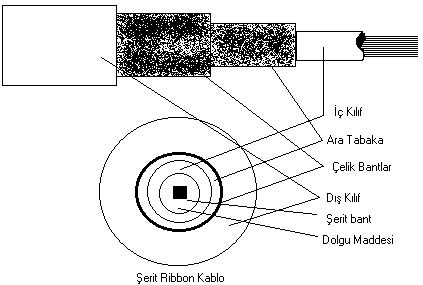 İç Kılıf
Ara Tabaka
Çelik Bantlar
Dış Kılıf
Şerit bant
Dolgu Maddesi
Şerit Ribbon Kablo